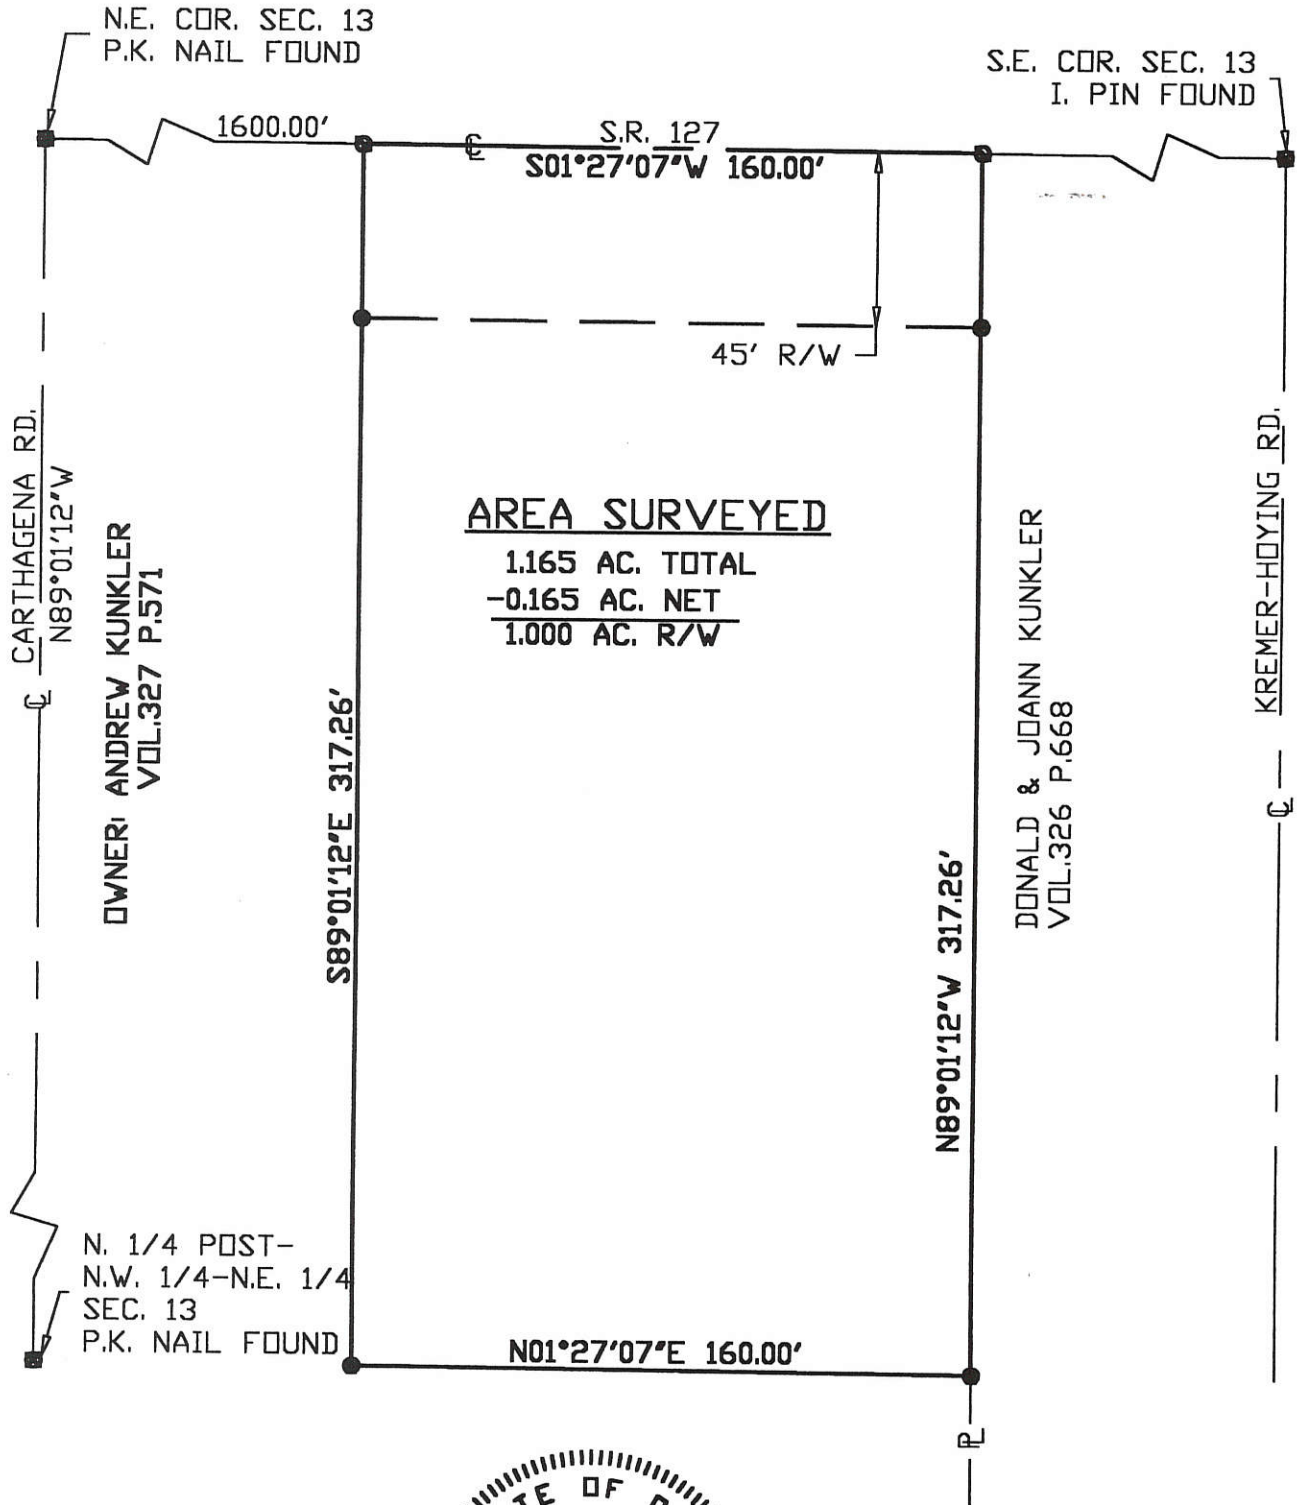 N.E. COR. SEC. 13
P.K. NAIL FOUND
S.E. COR. SEC. 13
I. PIN FOUND
1600.00'
℄
S.R. 127
S01°27'07"W 160.00'
45' R/W
AREA SURVEYED
1.165 AC. TOTAL
-0.165 AC. NET
1.000 AC. R/W
℄ CARTHAGENA RD.
N89°01'12"W
OWNER: ANDREW KUNKLER
VOL.327 P.571
S89°01'12"E 317.26'
N89°01'12"W 317.26'
DONALD & JOANN KUNKLER
VOL.326 P.668
℄ KREMER-HOYING RD.
N. 1/4 POST-
N.W. 1/4-N.E. 1/4
SEC. 13
P.K. NAIL FOUND
N01°27'07"E 160.00'
PL
OF